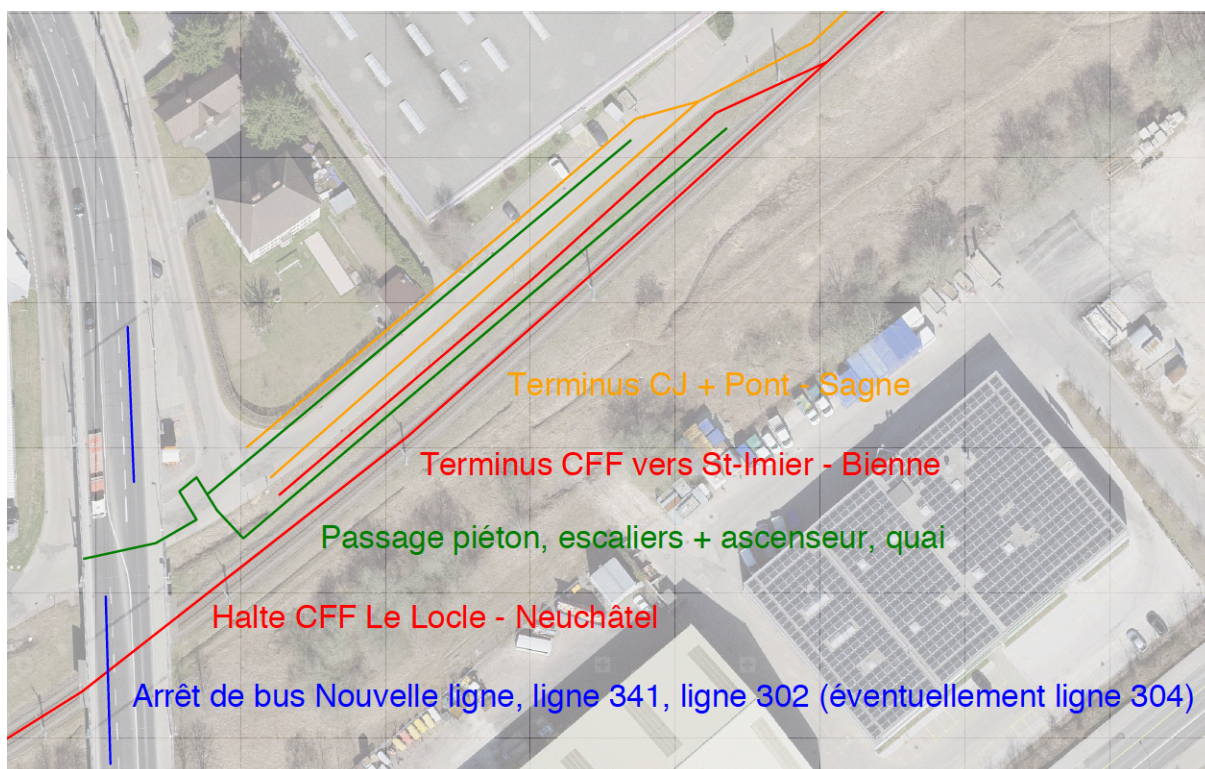 Terminus CJ + Pont - Sagne
Terminus CFF vers St-Imier - Bienne
Passage piéton, escaliers + ascenseur, quai
Halte CFF Le Locle - Neuchâtel
Arrêt de bus Nouvelle ligne, ligne 341, ligne 302 (éventuellement ligne 304)